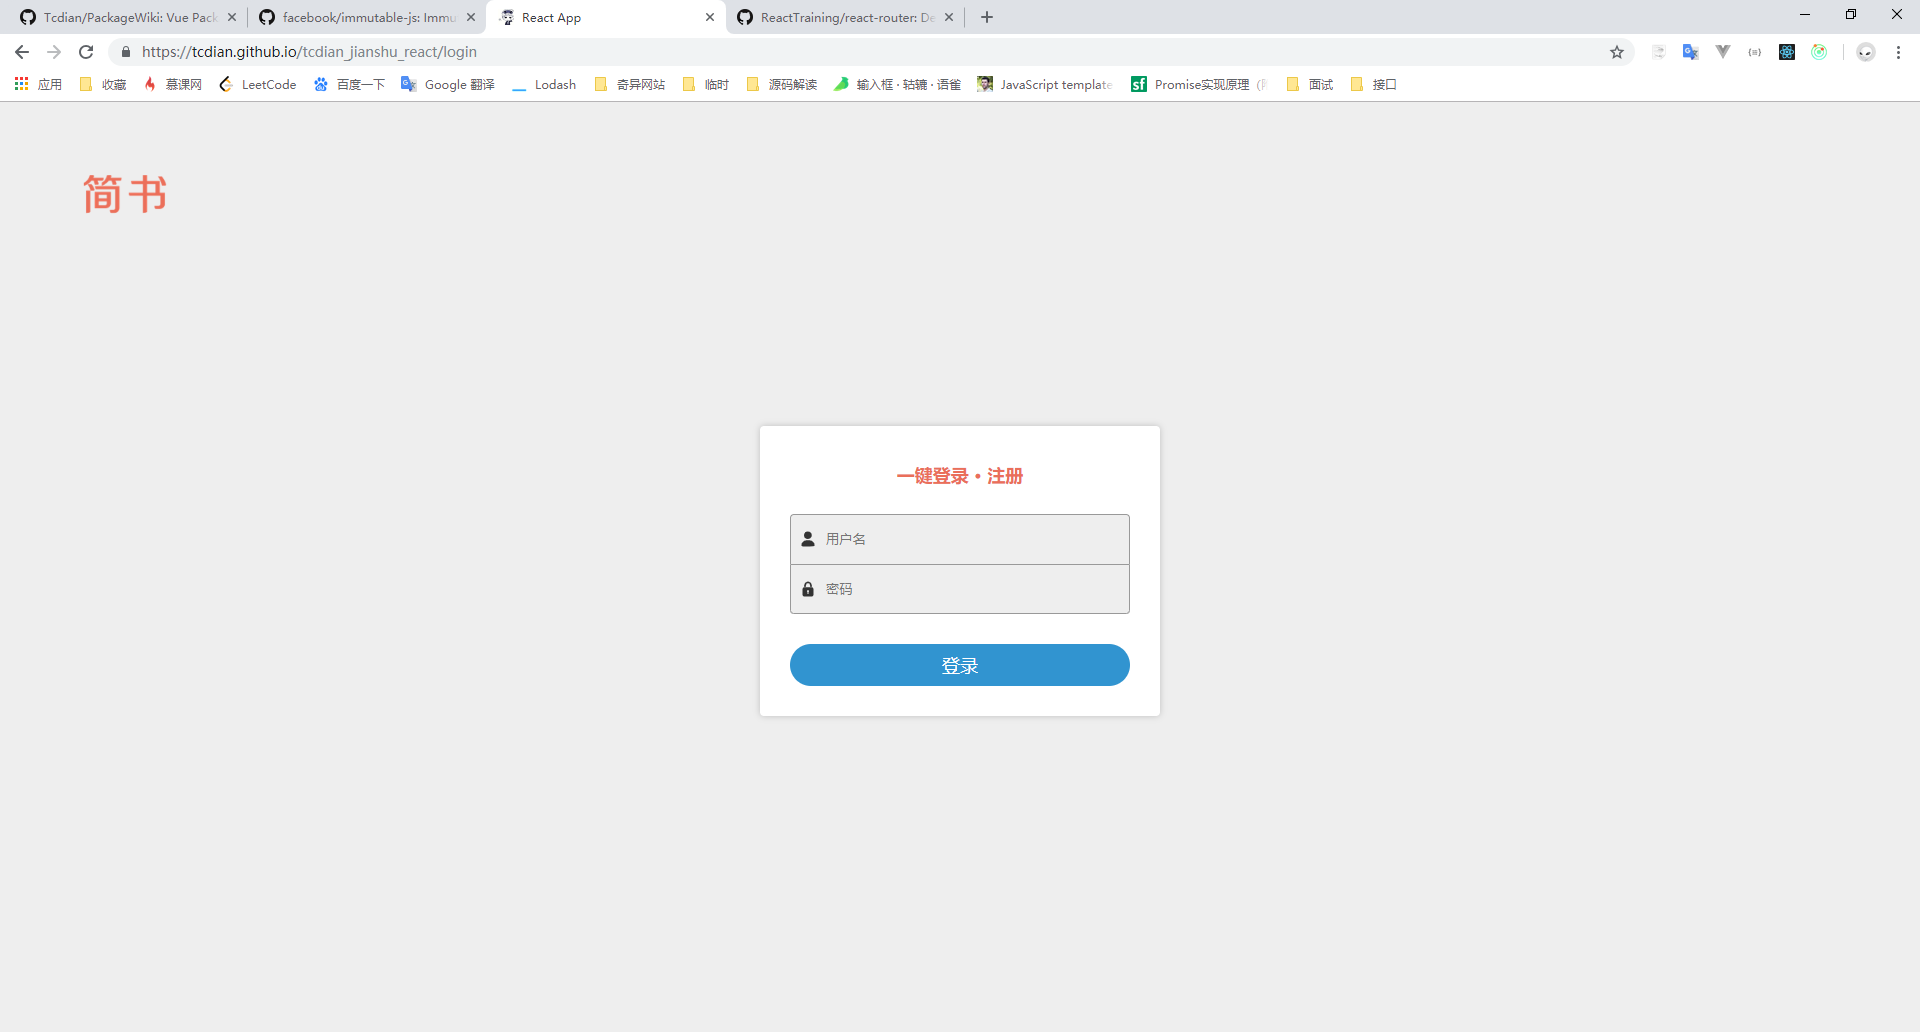 Tcdian/PackageWiki: Vue Pack
facebook/immutable-js: Immu
React App
ReactTraining/react-router: De
https://tcdian.github.io/tcdian_jianshu_react/login
应用 收藏 慕课网 LeetCode 百度一下 Google 翻译 Lodash 奇异网站 临时 源码解读 输入框 · 轱辘 · 语雀 JavaScript template Promise实现原理 面试 接口
简书
一键登录 · 注册
用户名
密码
登录